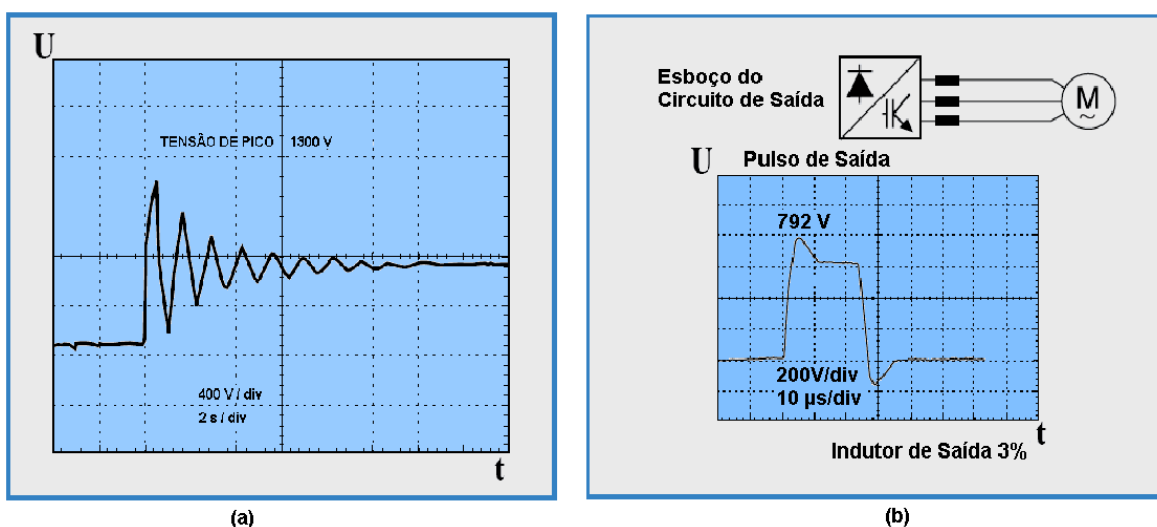 U
TENSÃO DE PICO 1300 V
400 V / div
2 s / div
t
(a)
Esboço do
Circuito de Saída
M
~
U
Pulso de Saída
792 V
200V/div
10 µs/div
t
Indutor de Saída 3%
(b)